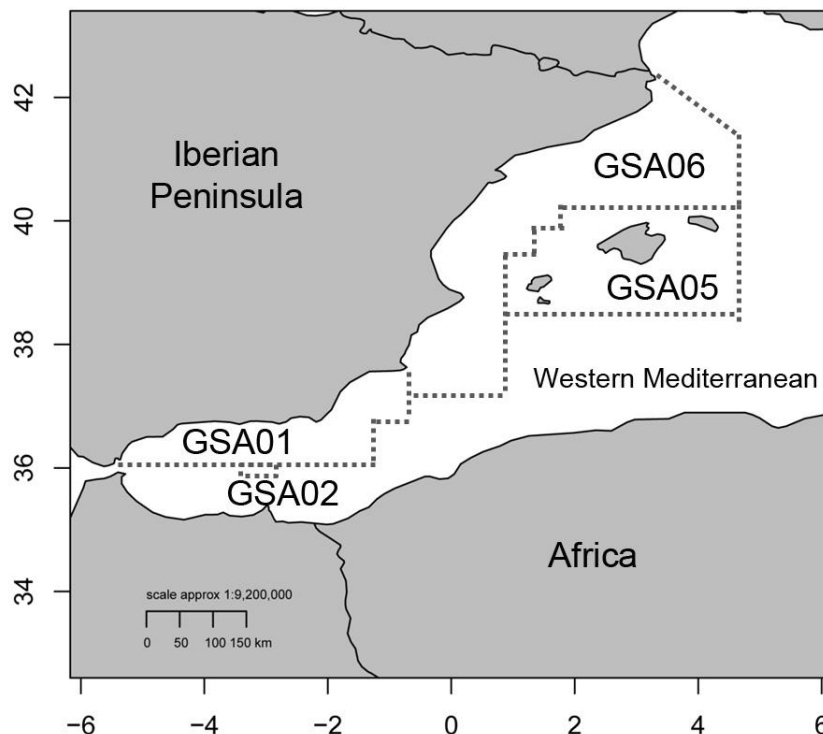 42
40
38
36
34
Iberian
Peninsula
GSA06
GSA05
Western Mediterranean
GSA01
GSA02
Africa
scale approx 1:9,200,000
0 50 100 150 km
−6 −4 −2 0 2 4 6